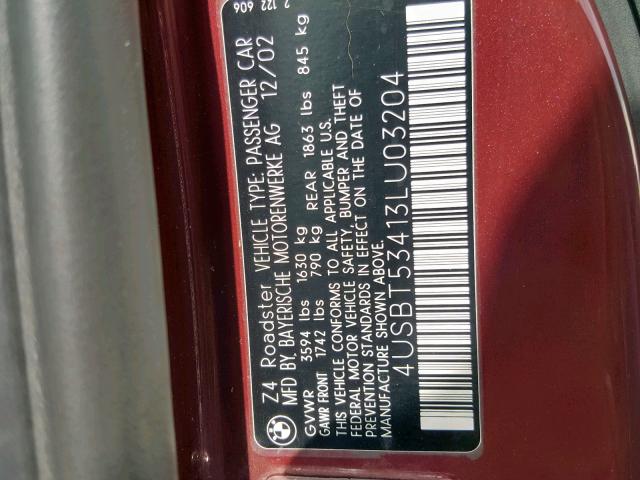 Z4 Roadster VEHICLE TYPE: PASSENGER CAR
MFD BY. BAYERISCHE MOTORENWERKE AG 12/02
GVWR 3594 lbs 1630 kg
GAWR FRONT 1742 lbs 790 kg REAR 1863 lbs 845 kg
THIS VEHICLE CONFORMS TO ALL APPLICABLE U.S.
FEDERAL MOTOR VEHICLE SAFETY, BUMPER AND THEFT
PREVENTION STANDARDS IN EFFECT ON THE DATE OF
MANUFACTURE SHOWN ABOVE.
4USBT53413LU03204
122 606